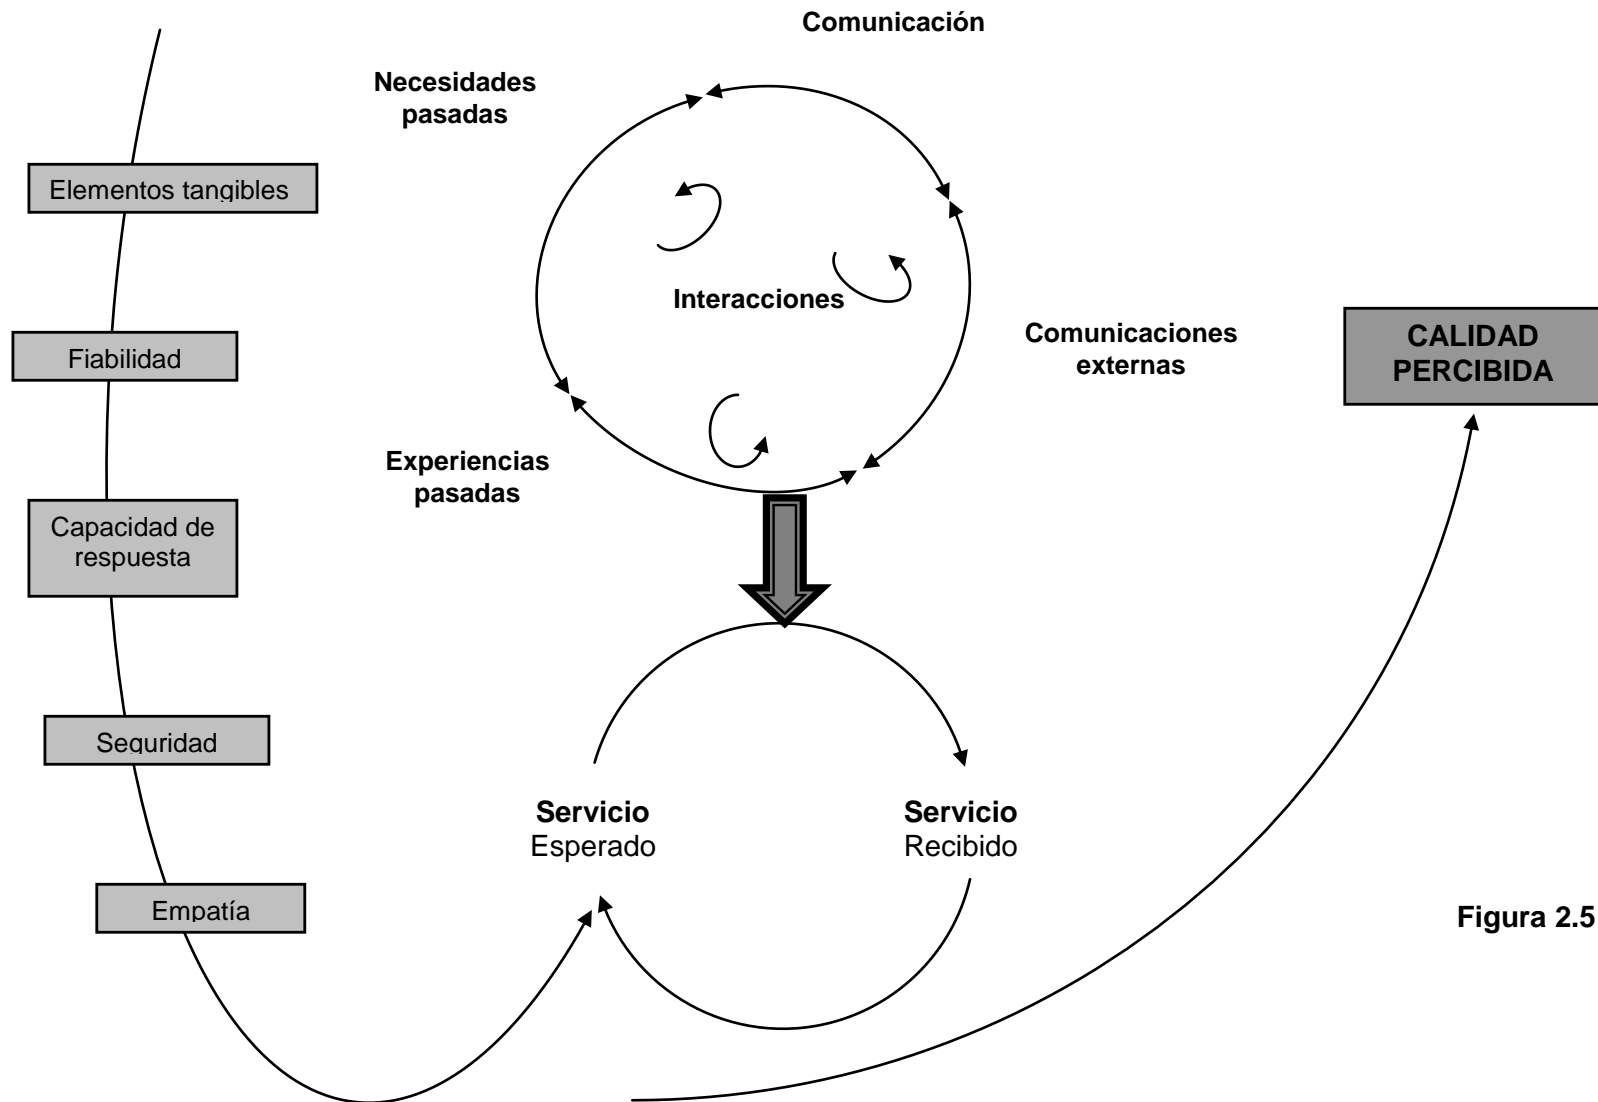 Comunicación
Necesidades
pasadas
Elementos tangibles
Interacciones
Fiabilidad
Comunicaciones
externas
CALIDAD
PERCIBIDA
Experiencias
pasadas
Capacidad de
respuesta
Seguridad
Servicio
Esperado
Servicio
Recibido
Empatía
Figura 2.5